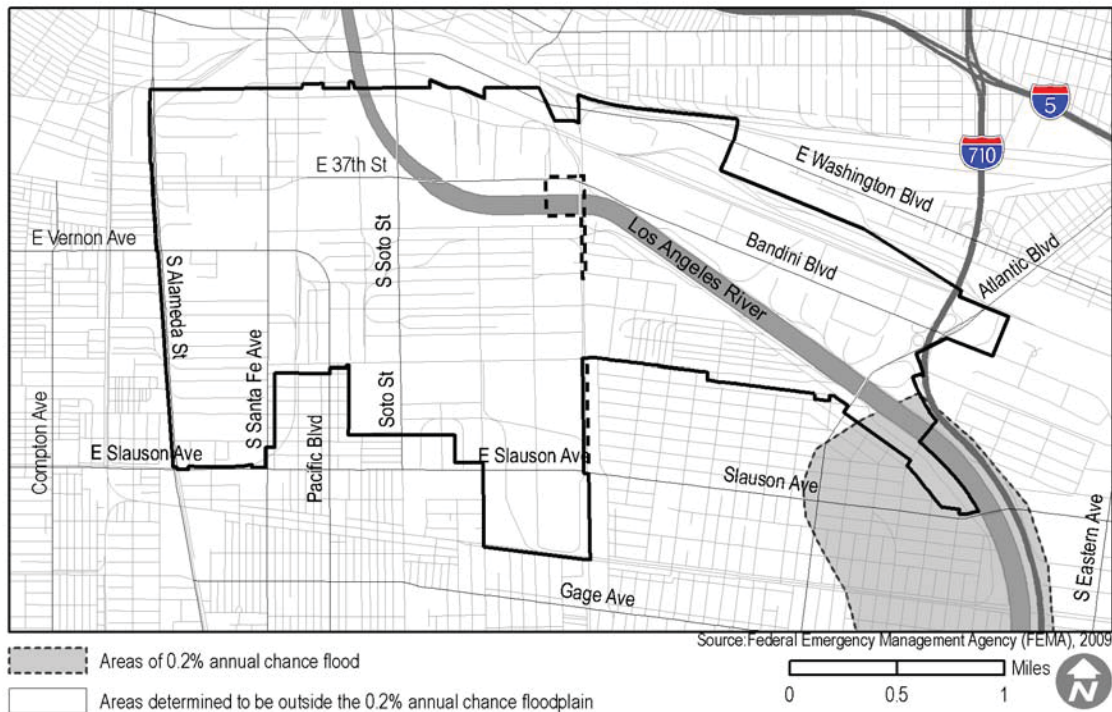 5
710
E Washington Blvd
E 37th St
Los Angeles River
Bandini Blvd
Atlantic Blvd
E Vernon Ave
S Alameda St
S Soto St
S Santa Fe Ave
Soto St
Pacific Blvd
Compton Ave
E Slauson Ave
E Slauson Ave
Slauson Ave
S Eastern Ave
Gage Ave
Source:Federal Emergency Management Agency (FEMA), 2009
Areas of 0.2% annual chance flood
Areas determined to be outside the 0.2% annual chance floodplain
Miles
0 0.5 1
N